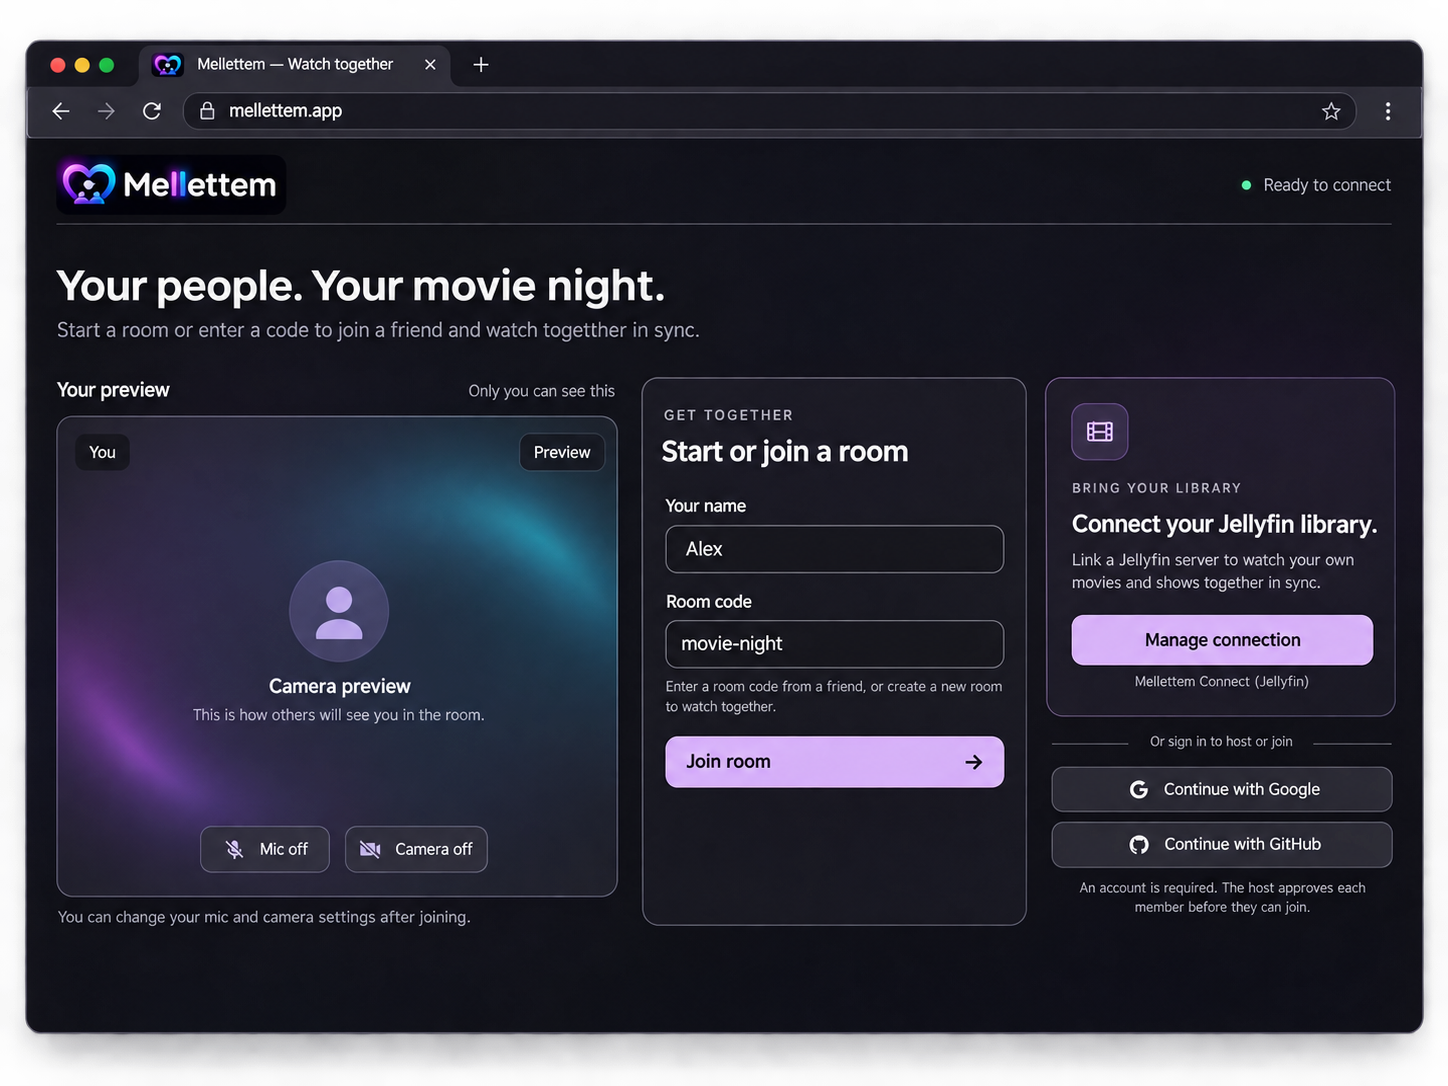 Mellettem — Watch together
mellettem.app
Mellettem
Ready to connect
Your people. Your movie night.
Start a room or enter a code to join a friend and watch togetther in sync.
Your preview
Only you can see this
You
Preview
Camera preview
This is how others will see you in the room.
Mic off
Camera off
You can change your mic and camera settings after joining.
GET TOGETHER
Start or join a room
Your name
Alex
Room code
movie-night
Enter a room code from a friend, or create a new room
to watch together.
Join room
BRING YOUR LIBRARY
Connect your Jellyfin library.
Link a Jellyfin server to watch your own
movies and shows together in sync.
Manage connection
Mellettem Connect (Jellyfin)
Or sign in to host or join
Continue with Google
Continue with GitHub
An account is required. The host approves each
member before they can join.